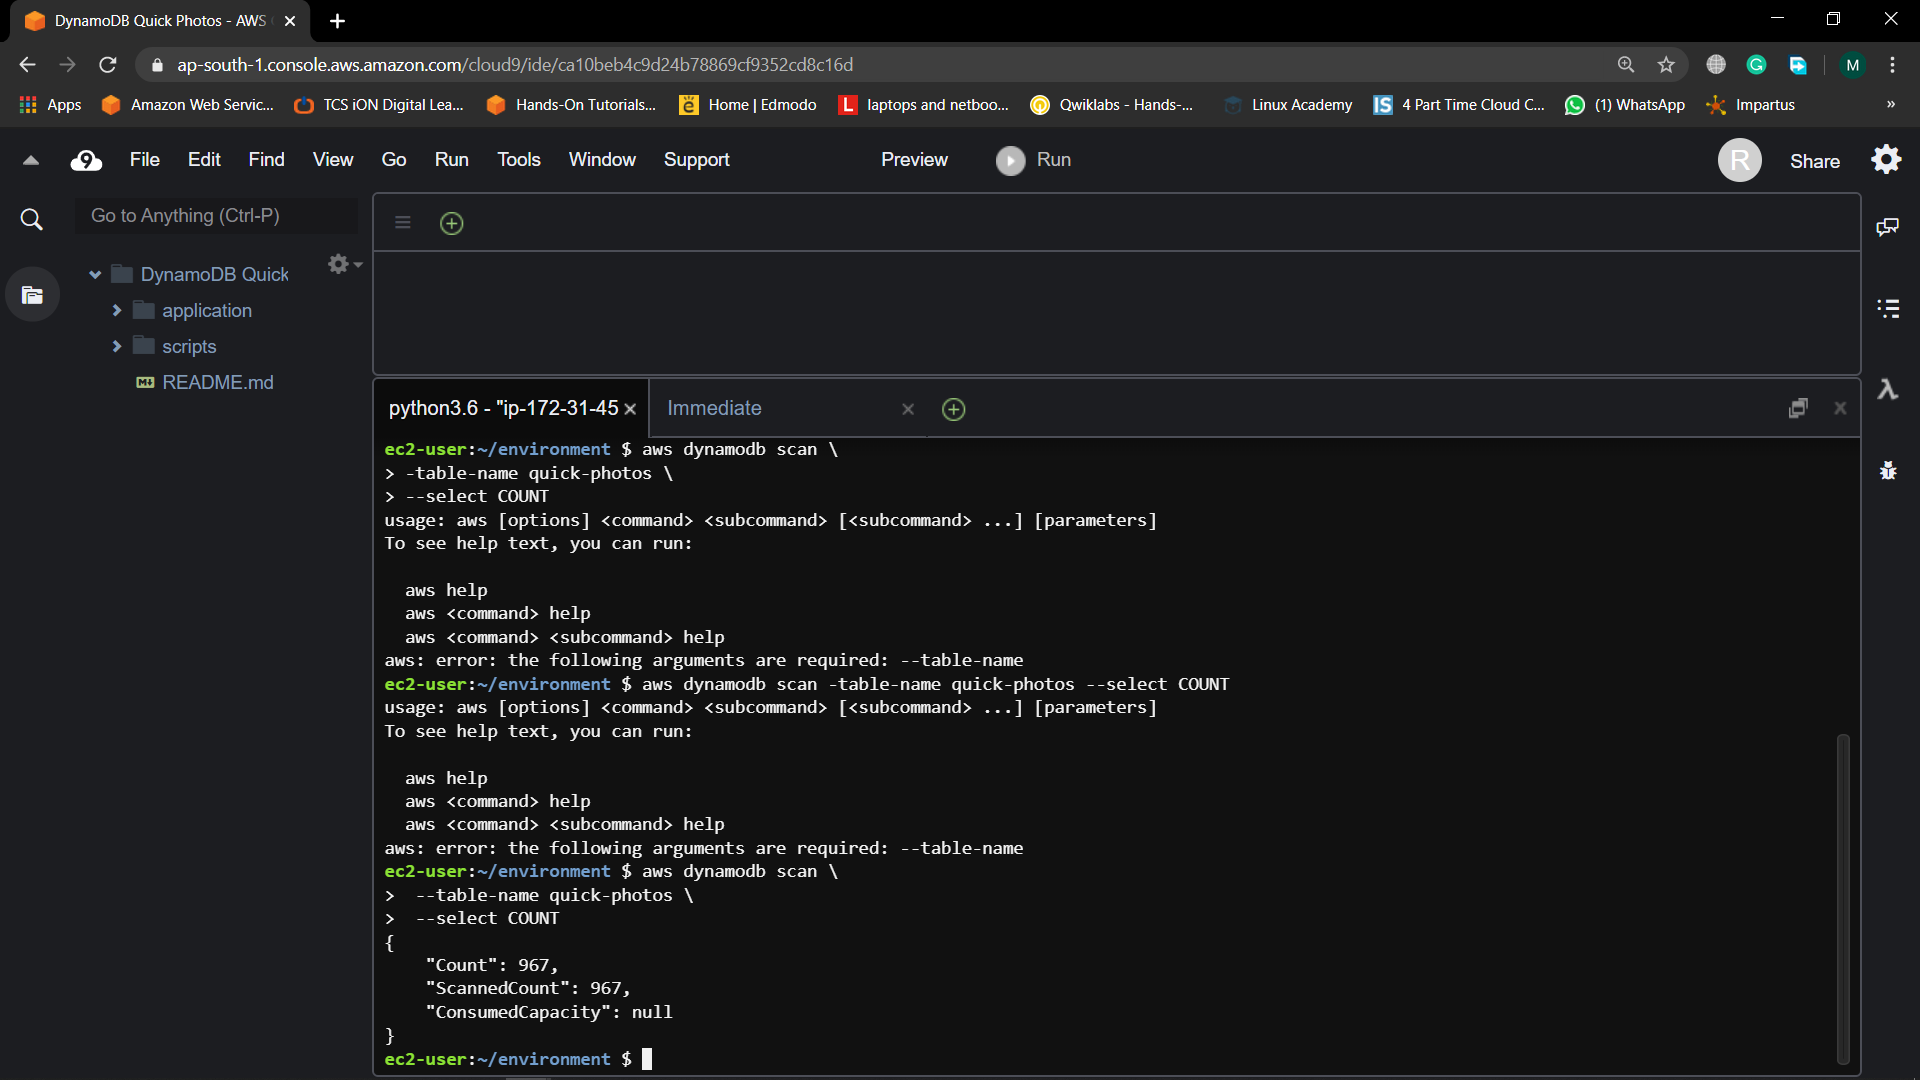 DynamoDB Quick Photos - AWS
ap-south-1.console.aws.amazon.com/cloud9/ide/ca10beb4c9d24b78869cf9352cd8c16d
M
Apps Amazon Web Servic... TCS iON Digital Lea... Hands-On Tutorials... Home | Edmodo laptops and netboo... Qwiklabs - Hands-... Linux Academy 4 Part Time Cloud C... (1) WhatsApp Impartus »
9 File Edit Find View Go Run Tools Window Support Preview Run R Share
Go to Anything (Ctrl-P)
DynamoDB Quick
application
scripts
README.md
python3.6 - "ip-172-31-45 Immediate
ec2-user:~/environment $ aws dynamodb scan \
> -table-name quick-photos \
> --select COUNT
usage: aws [options] <command> <subcommand> [<subcommand> ...] [parameters]
To see help text, you can run:
aws help
aws <command> help
aws <command> <subcommand> help
aws: error: the following arguments are required: --table-name
ec2-user:~/environment $ aws dynamodb scan -table-name quick-photos --select COUNT
usage: aws [options] <command> <subcommand> [<subcommand> ...] [parameters]
To see help text, you can run:
aws help
aws <command> help
aws <command> <subcommand> help
aws: error: the following arguments are required: --table-name
ec2-user:~/environment $ aws dynamodb scan \
>  --table-name quick-photos \
>  --select COUNT
{
"Count": 967,
"ScannedCount": 967,
"ConsumedCapacity": null
}
ec2-user:~/environment $